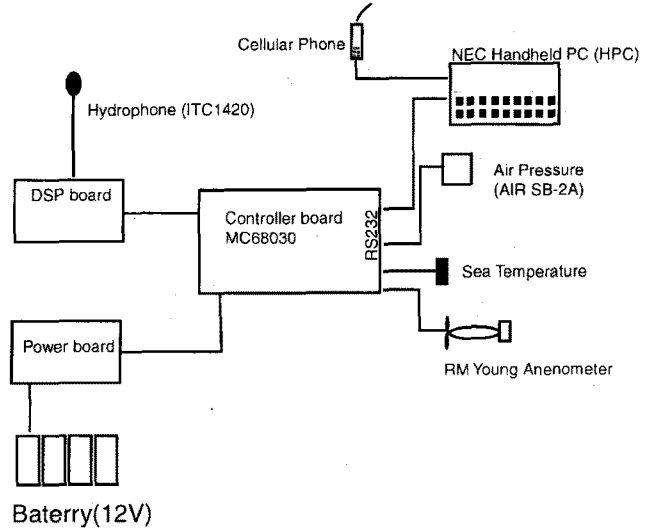 Cellular Phone
NEC Handheld PC (HPC)
Hydrophone (ITC1420)
DSP board
Air Pressure
(AIR SB-2A)
Controller board
MC68030
RS232
Sea Temperature
Power board
RM Young Anenometer
Baterry(12V)